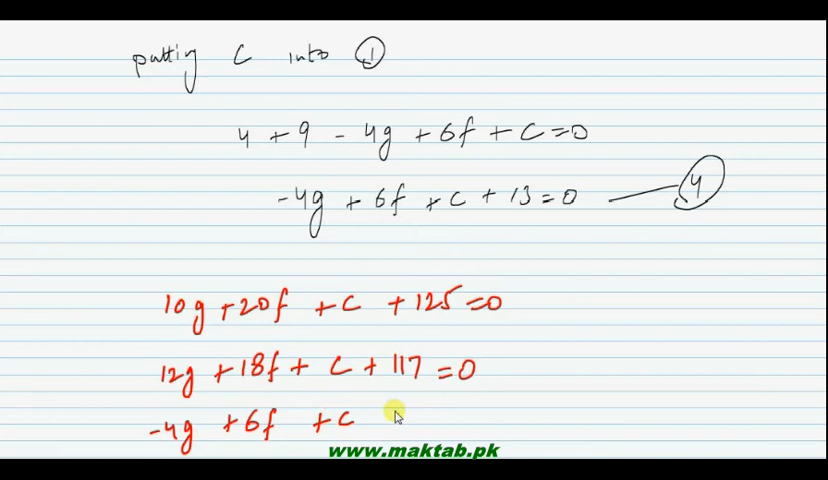 putting C into ①
4 + 9 - 4g + 6f + C = 0
-4g + 6f + c + 13 = 0 — ④
10g + 20f + c + 125 = 0
12g + 18f + c + 117 = 0
-4g + 6f + c
www.maktab.pk